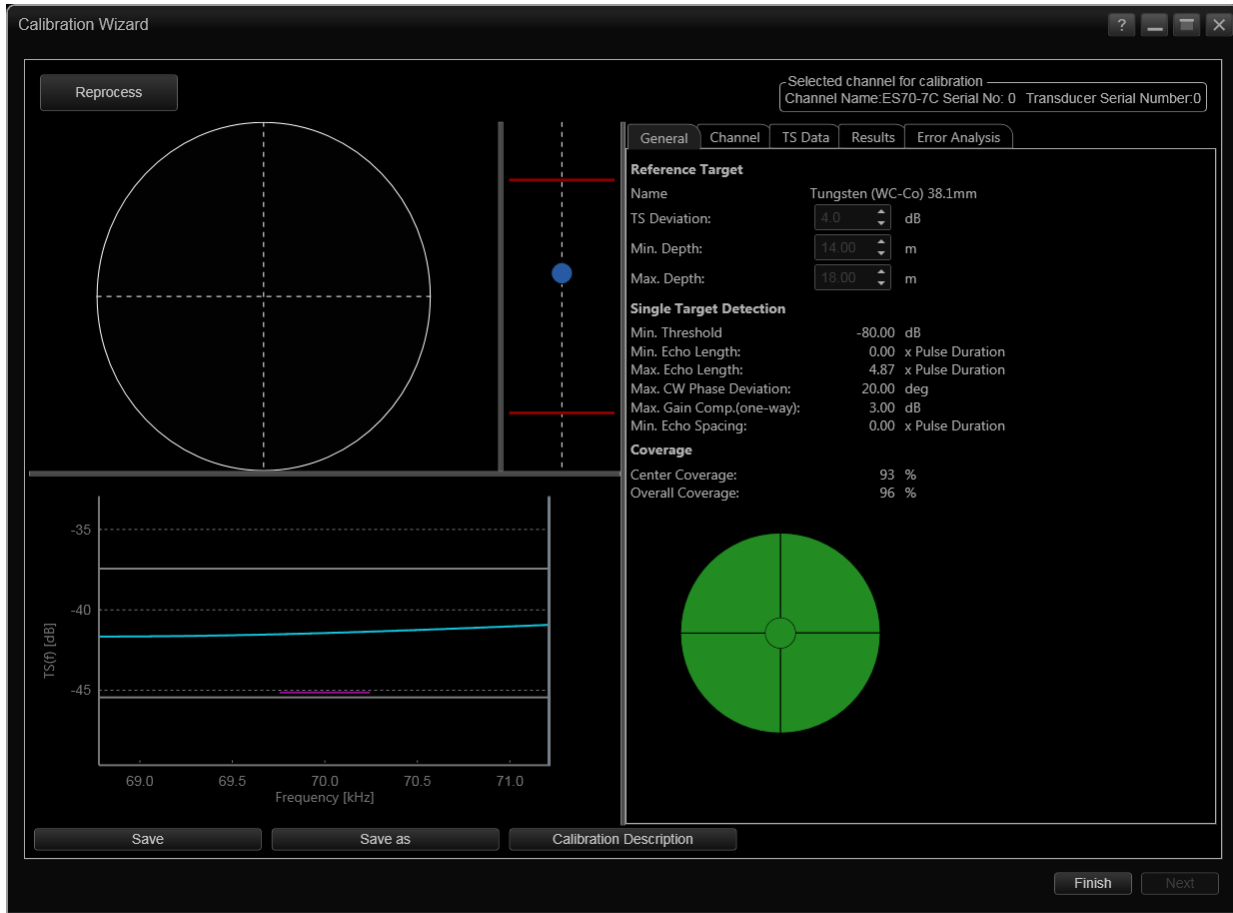 Calibration Wizard
?
Reprocess
Selected channel for calibration
Channel Name:ES70-7C Serial No: 0 Transducer Serial Number:0
General Channel TS Data Results Error Analysis
Reference Target
Name Tungsten (WC-Co) 38.1mm
TS Deviation: 4.0 dB
Min. Depth: 14.00 m
Max. Depth: 18.00 m
Single Target Detection
Min. Threshold -80.00 dB
Min. Echo Length: 0.00 x Pulse Duration
Max. Echo Length: 4.87 x Pulse Duration
Max. CW Phase Deviation: 20.00 deg
Max. Gain Comp.(one-way): 3.00 dB
Min. Echo Spacing: 0.00 x Pulse Duration
Coverage
Center Coverage: 93 %
Overall Coverage: 96 %
-35
-40
-45
TS(f) [dB]
69.0 69.5 70.0 70.5 71.0
Frequency [kHz]
Save Save as Calibration Description
Finish Next